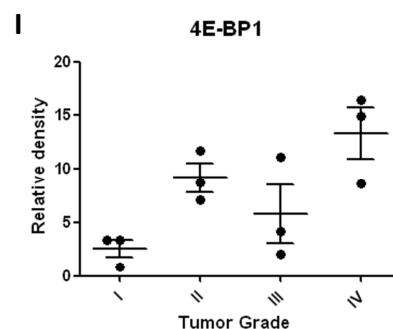 I
4E-BP1
20
15
10
5
0
Relative density
I
II
III
IV
Tumor Grade